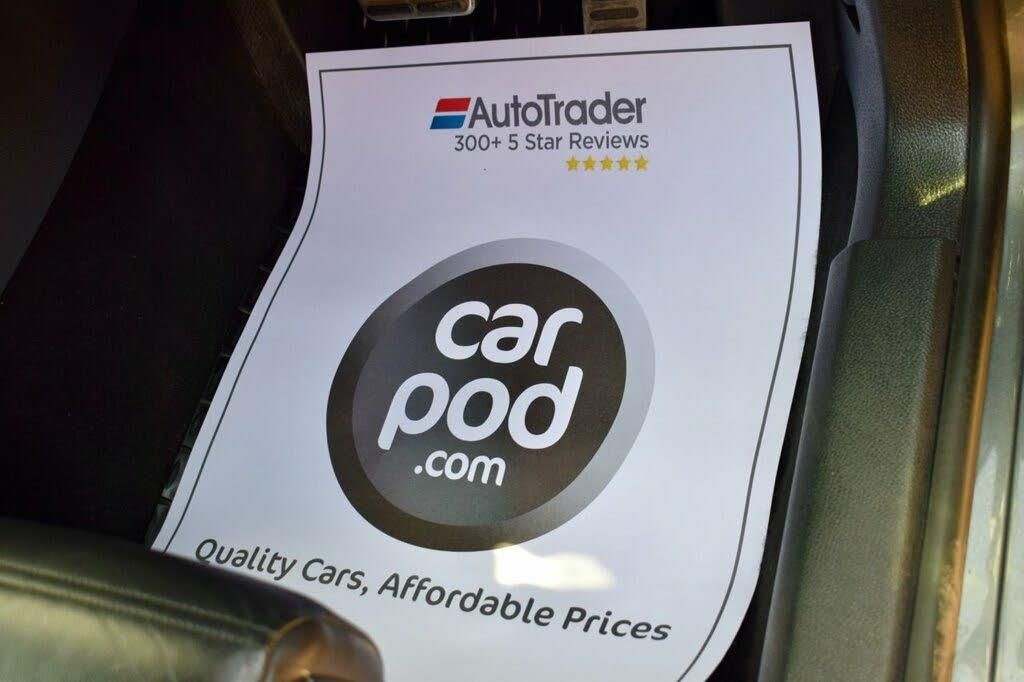 AutoTrader
300+ 5 Star Reviews
car
pod
.com
Quality Cars, Affordable Prices